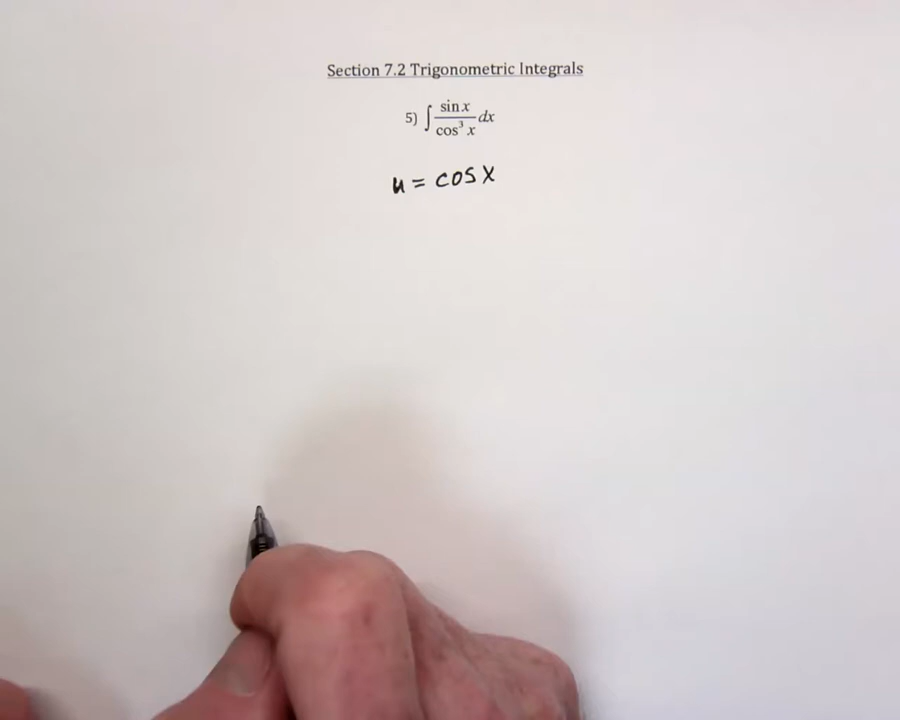 Section 7.2 Trigonometric Integrals
5) ∫ sin x / cos³ x dx
u = cos x